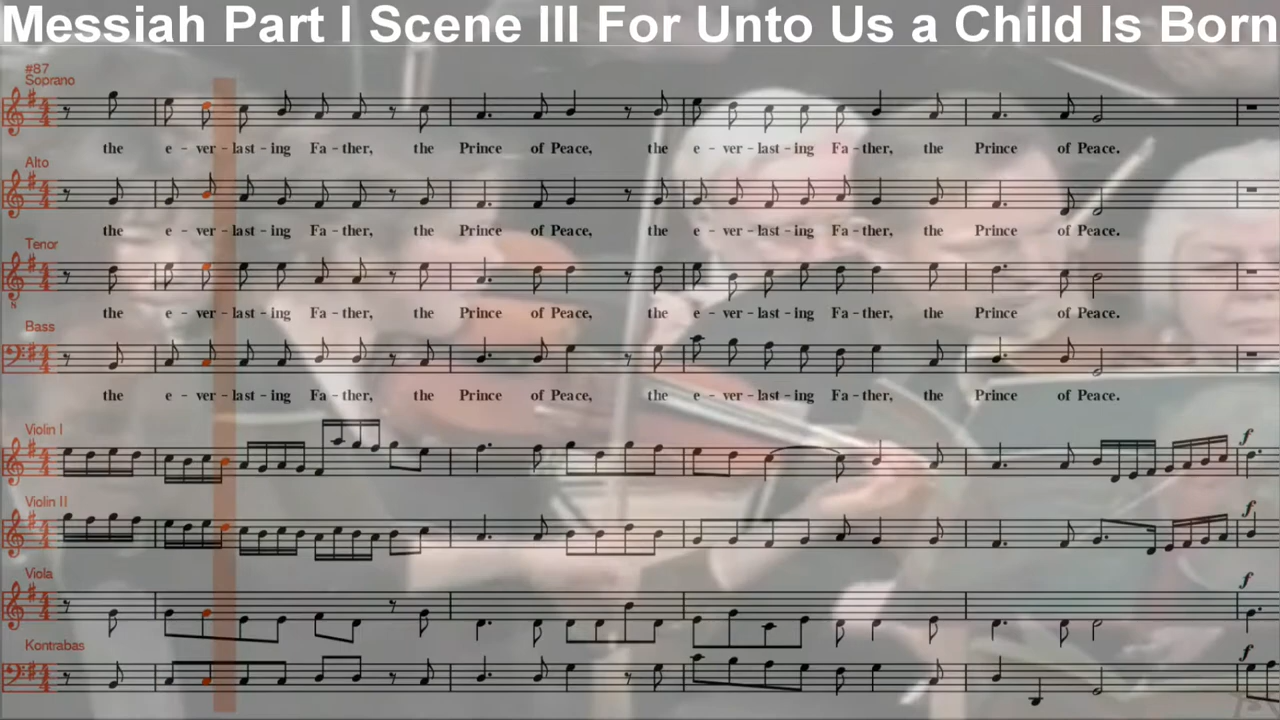 Messiah Part I Scene III For Unto Us a Child Is Born
#87
Soprano
the e - ver - last - ing Fa - ther, the Prince of Peace, the e - ver - last - ing Fa - ther, the Prince of Peace.
Alto
the e - ver - last - ing Fa - ther, the Prince of Peace, the e - ver - last - ing Fa - ther, the Prince of Peace.
Tenor
8
the e - ver - last - ing Fa - ther, the Prince of Peace, the e - ver - last - ing Fa - ther, the Prince of Peace.
Bass
the e - ver - last - ing Fa - ther, the Prince of Peace, the e - ver - last - ing Fa - ther, the Prince of Peace.
Violin I
f
Violin II
f
Viola
f
Kontrabas
f